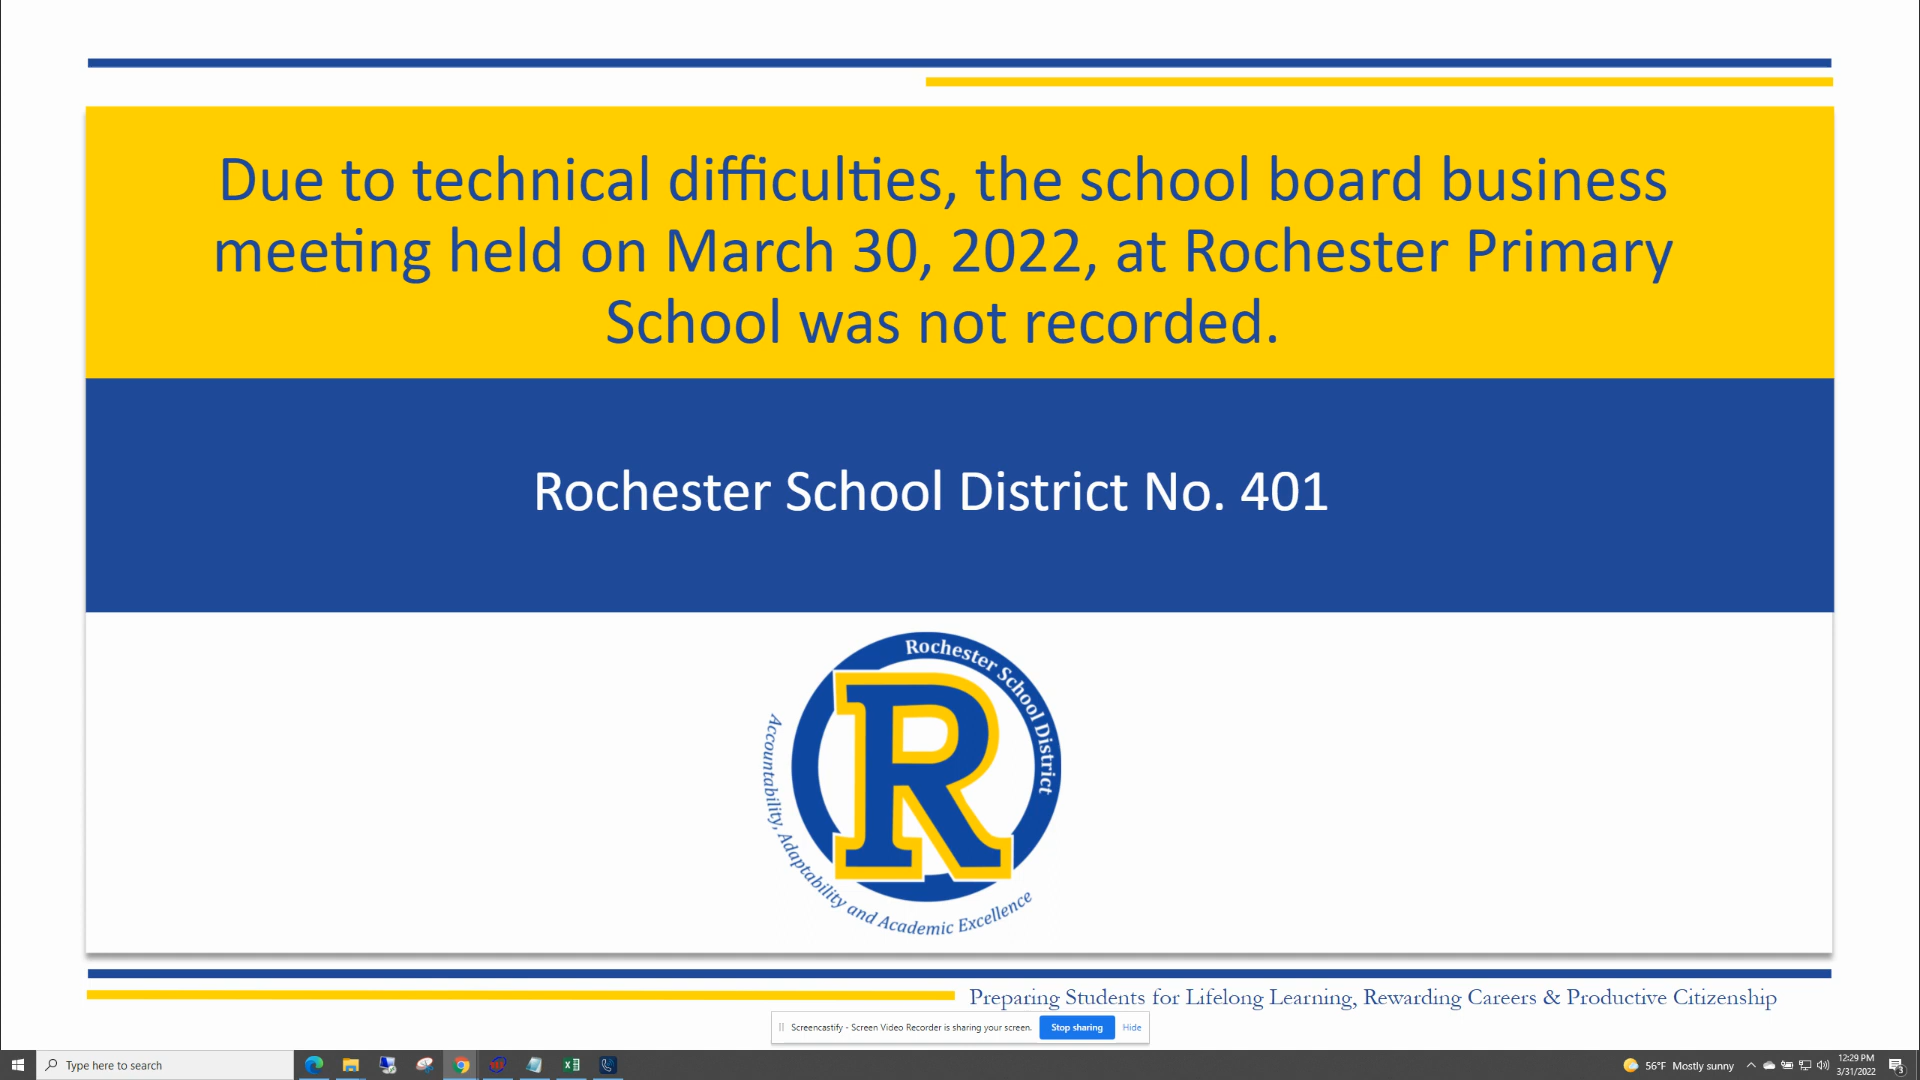 Due to technical difficulties, the school board business
meeting held on March 30, 2022, at Rochester Primary
School was not recorded.
Rochester School District No. 401
Rochester School District
R
Accountability, Adaptability and Academic Excellence
Preparing Students for Lifelong Learning, Rewarding Careers & Productive Citizenship
Screencastify - Screen Video Recorder is sharing your screen. Stop sharing Hide
Type here to search
56°F Mostly sunny
12:29 PM
3/31/2022
3